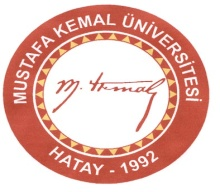 MUSTAFA KEMAL ÜNİVERSİTESİ
M. Kemal
HATAY - 1992